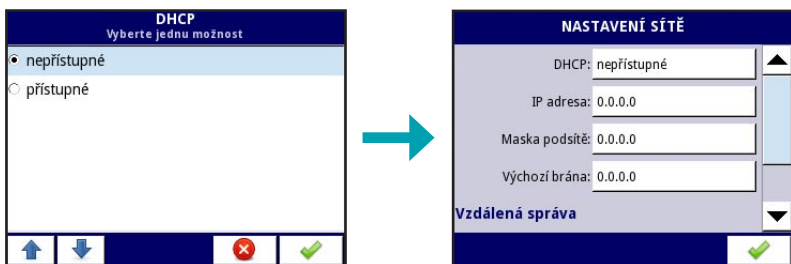 DHCP
Vyberte jednu možnost
nepřístupné
přístupné
NASTAVENÍ SÍTĚ
DHCP: nepřístupné
IP adresa: 0.0.0.0
Maska podsítě: 0.0.0.0
Výchozí brána: 0.0.0.0
Vzdálená správa